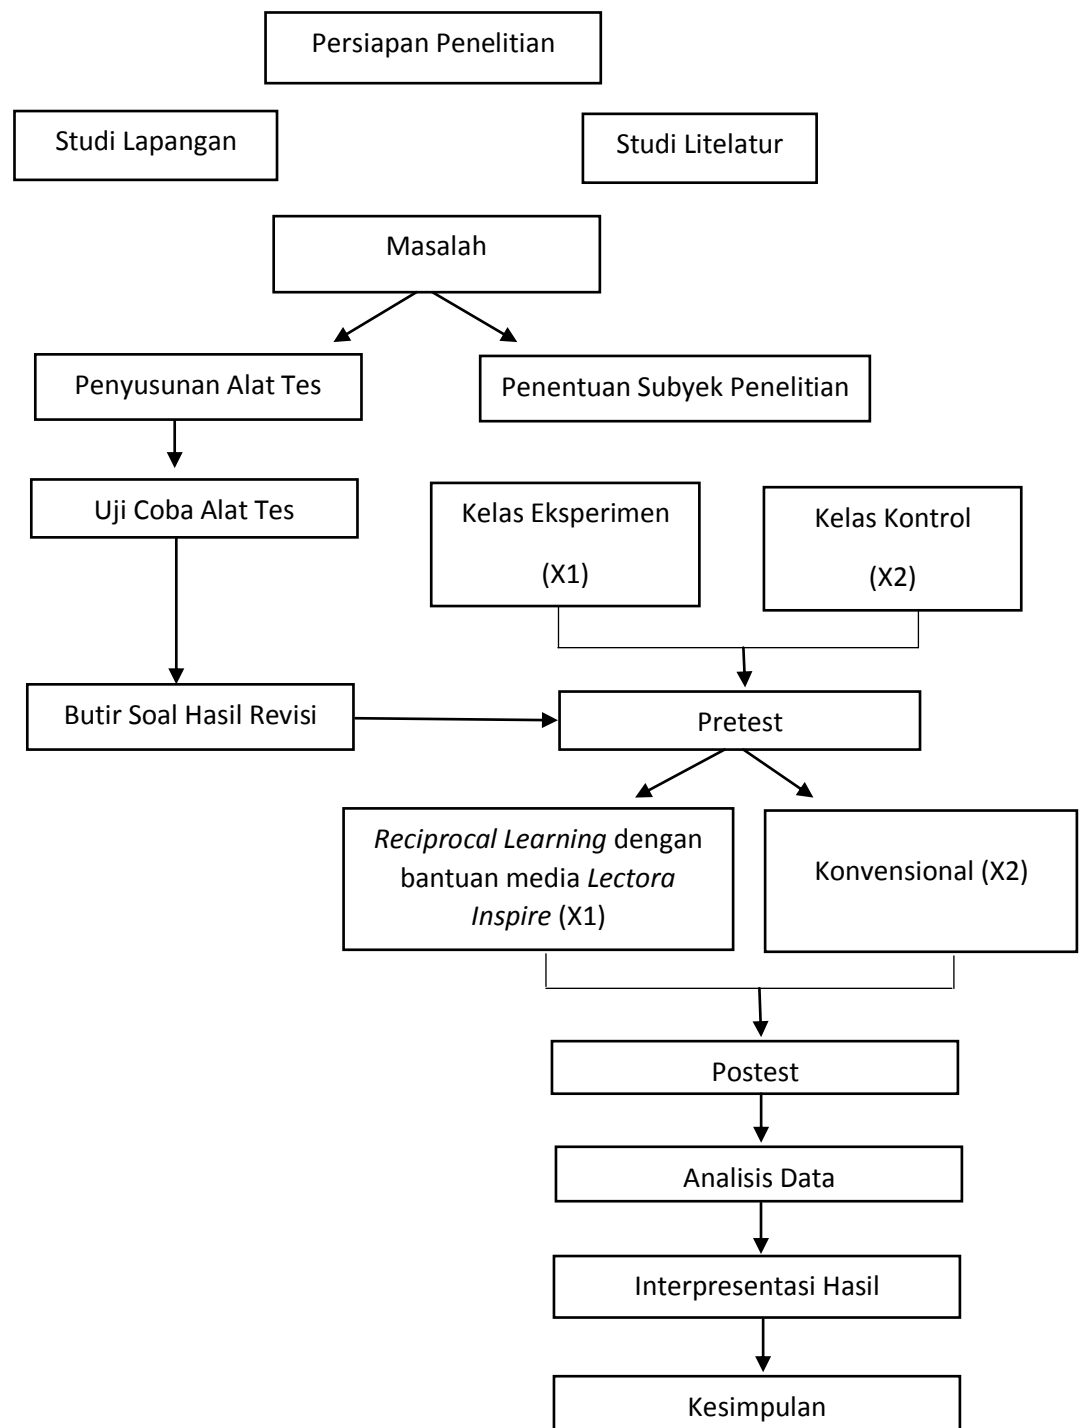 Persiapan Penelitian
Studi Lapangan
Studi Litelatur
Masalah
Penyusunan Alat Tes
Penentuan Subyek Penelitian
Uji Coba Alat Tes
Kelas Eksperimen
(X1)
Kelas Kontrol
(X2)
Butir Soal Hasil Revisi
Pretest
Reciprocal Learning dengan
bantuan media Lectora
Inspire (X1)
Konvensional (X2)
Postest
Analisis Data
Interpresentasi Hasil
Kesimpulan